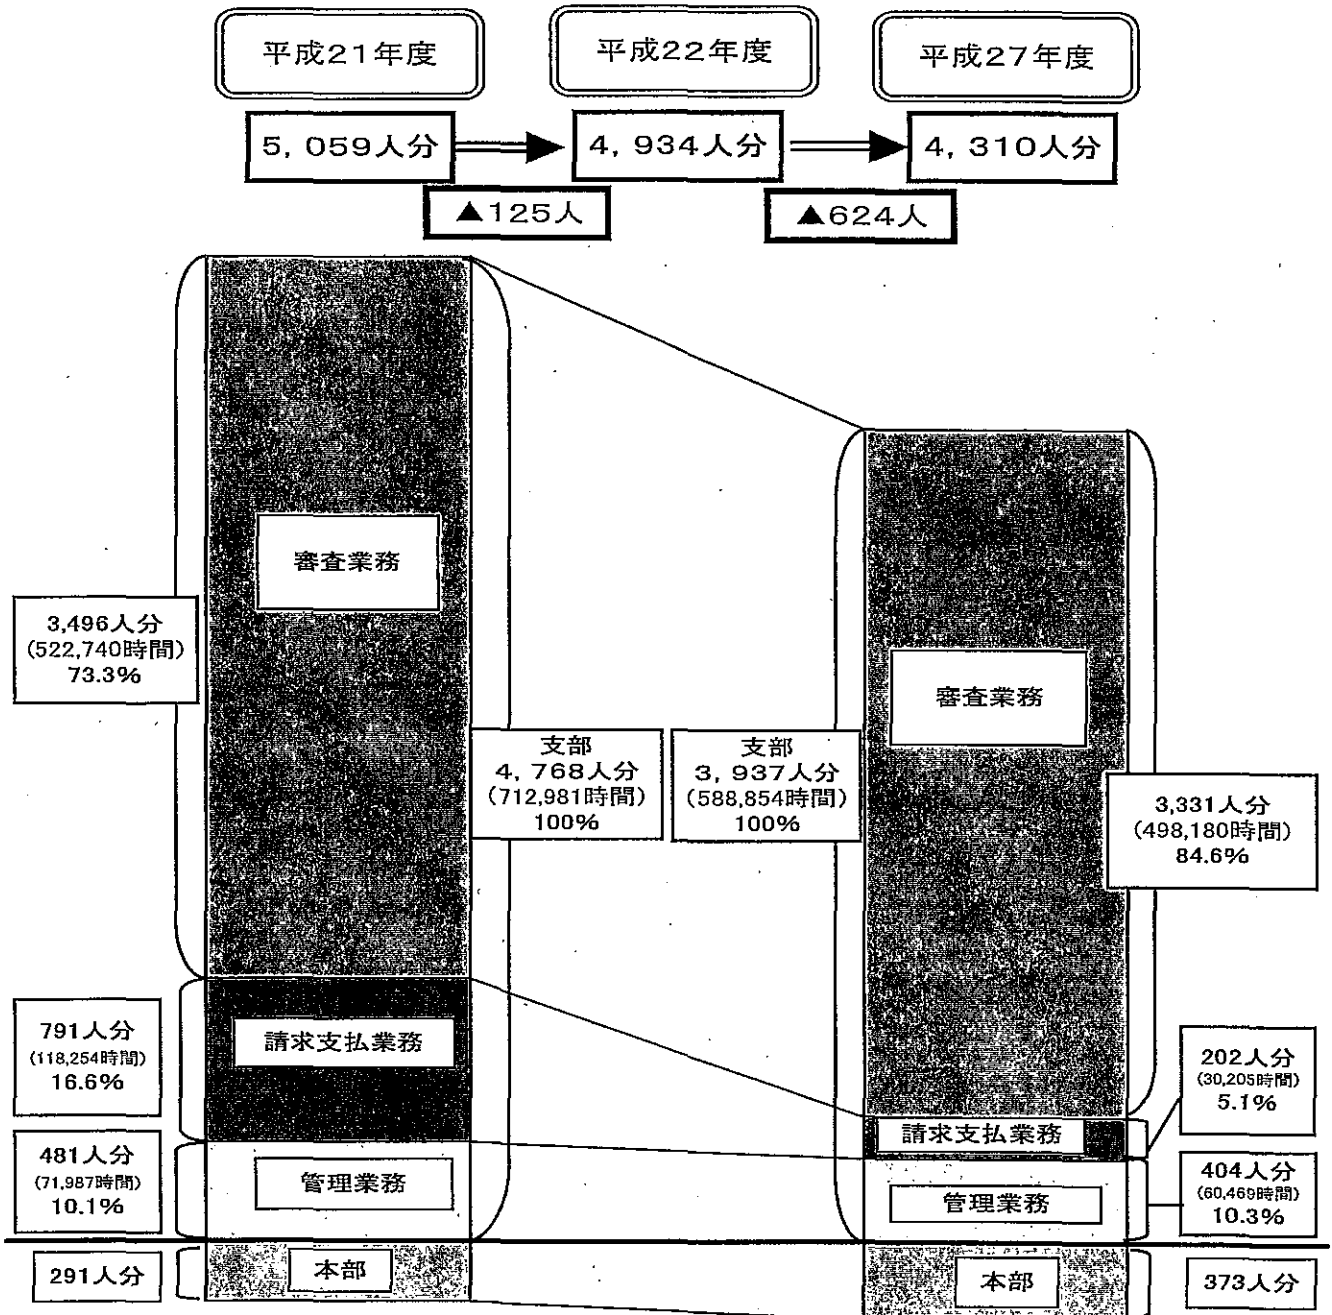 平成21年度
平成22年度
平成27年度
5,059人分
4,934人分
4,310人分
▲125人
▲624人
審査業務
3,496人分
(522,740時間)
73.3%
審査業務
支部
4,768人分
(712,981時間)
100%
支部
3,937人分
(588,854時間)
100%
3,331人分
(498,180時間)
84.6%
791人分
(118,254時間)
16.6%
請求支払業務
202人分
(30,205時間)
5.1%
請求支払業務
481人分
(71,987時間)
10.1%
管理業務
管理業務
404人分
(60,469時間)
10.3%
291人分
本部
本部
373人分